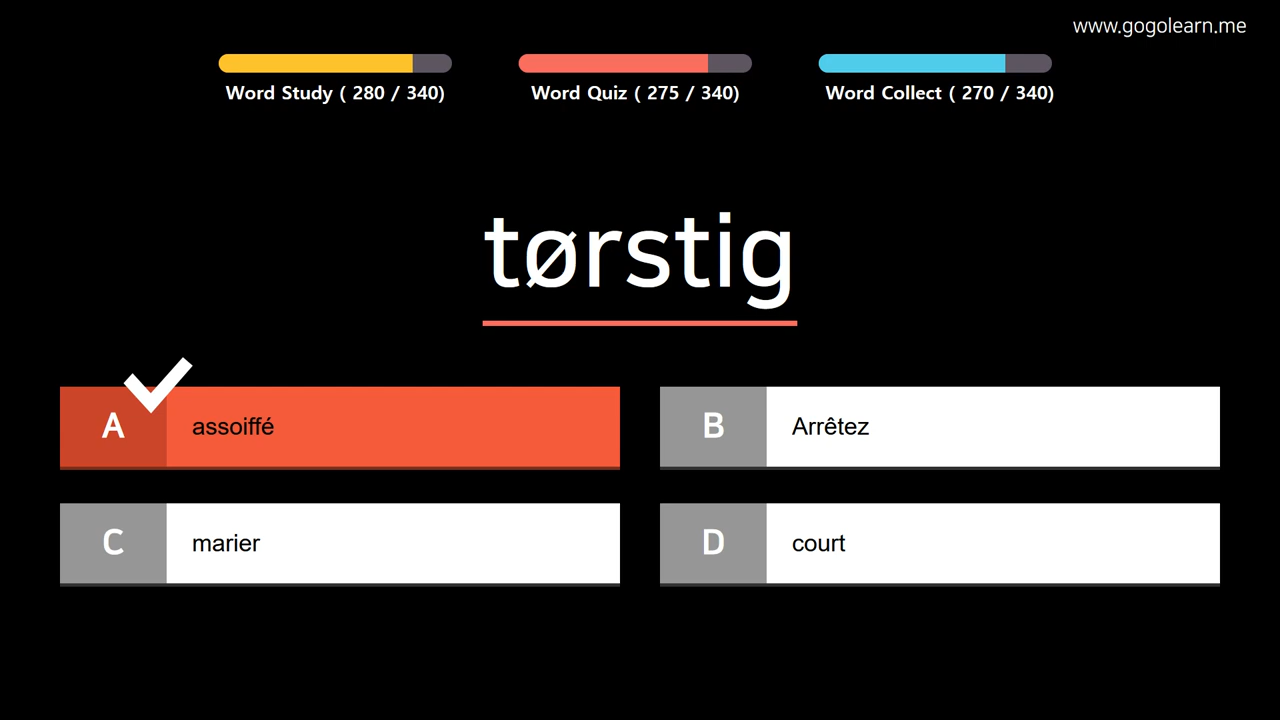 www.gogolearn.me
Word Study ( 280 / 340)
Word Quiz ( 275 / 340)
Word Collect ( 270 / 340)
tørstig
A assoiffé
B Arrêtez
C marier
D court